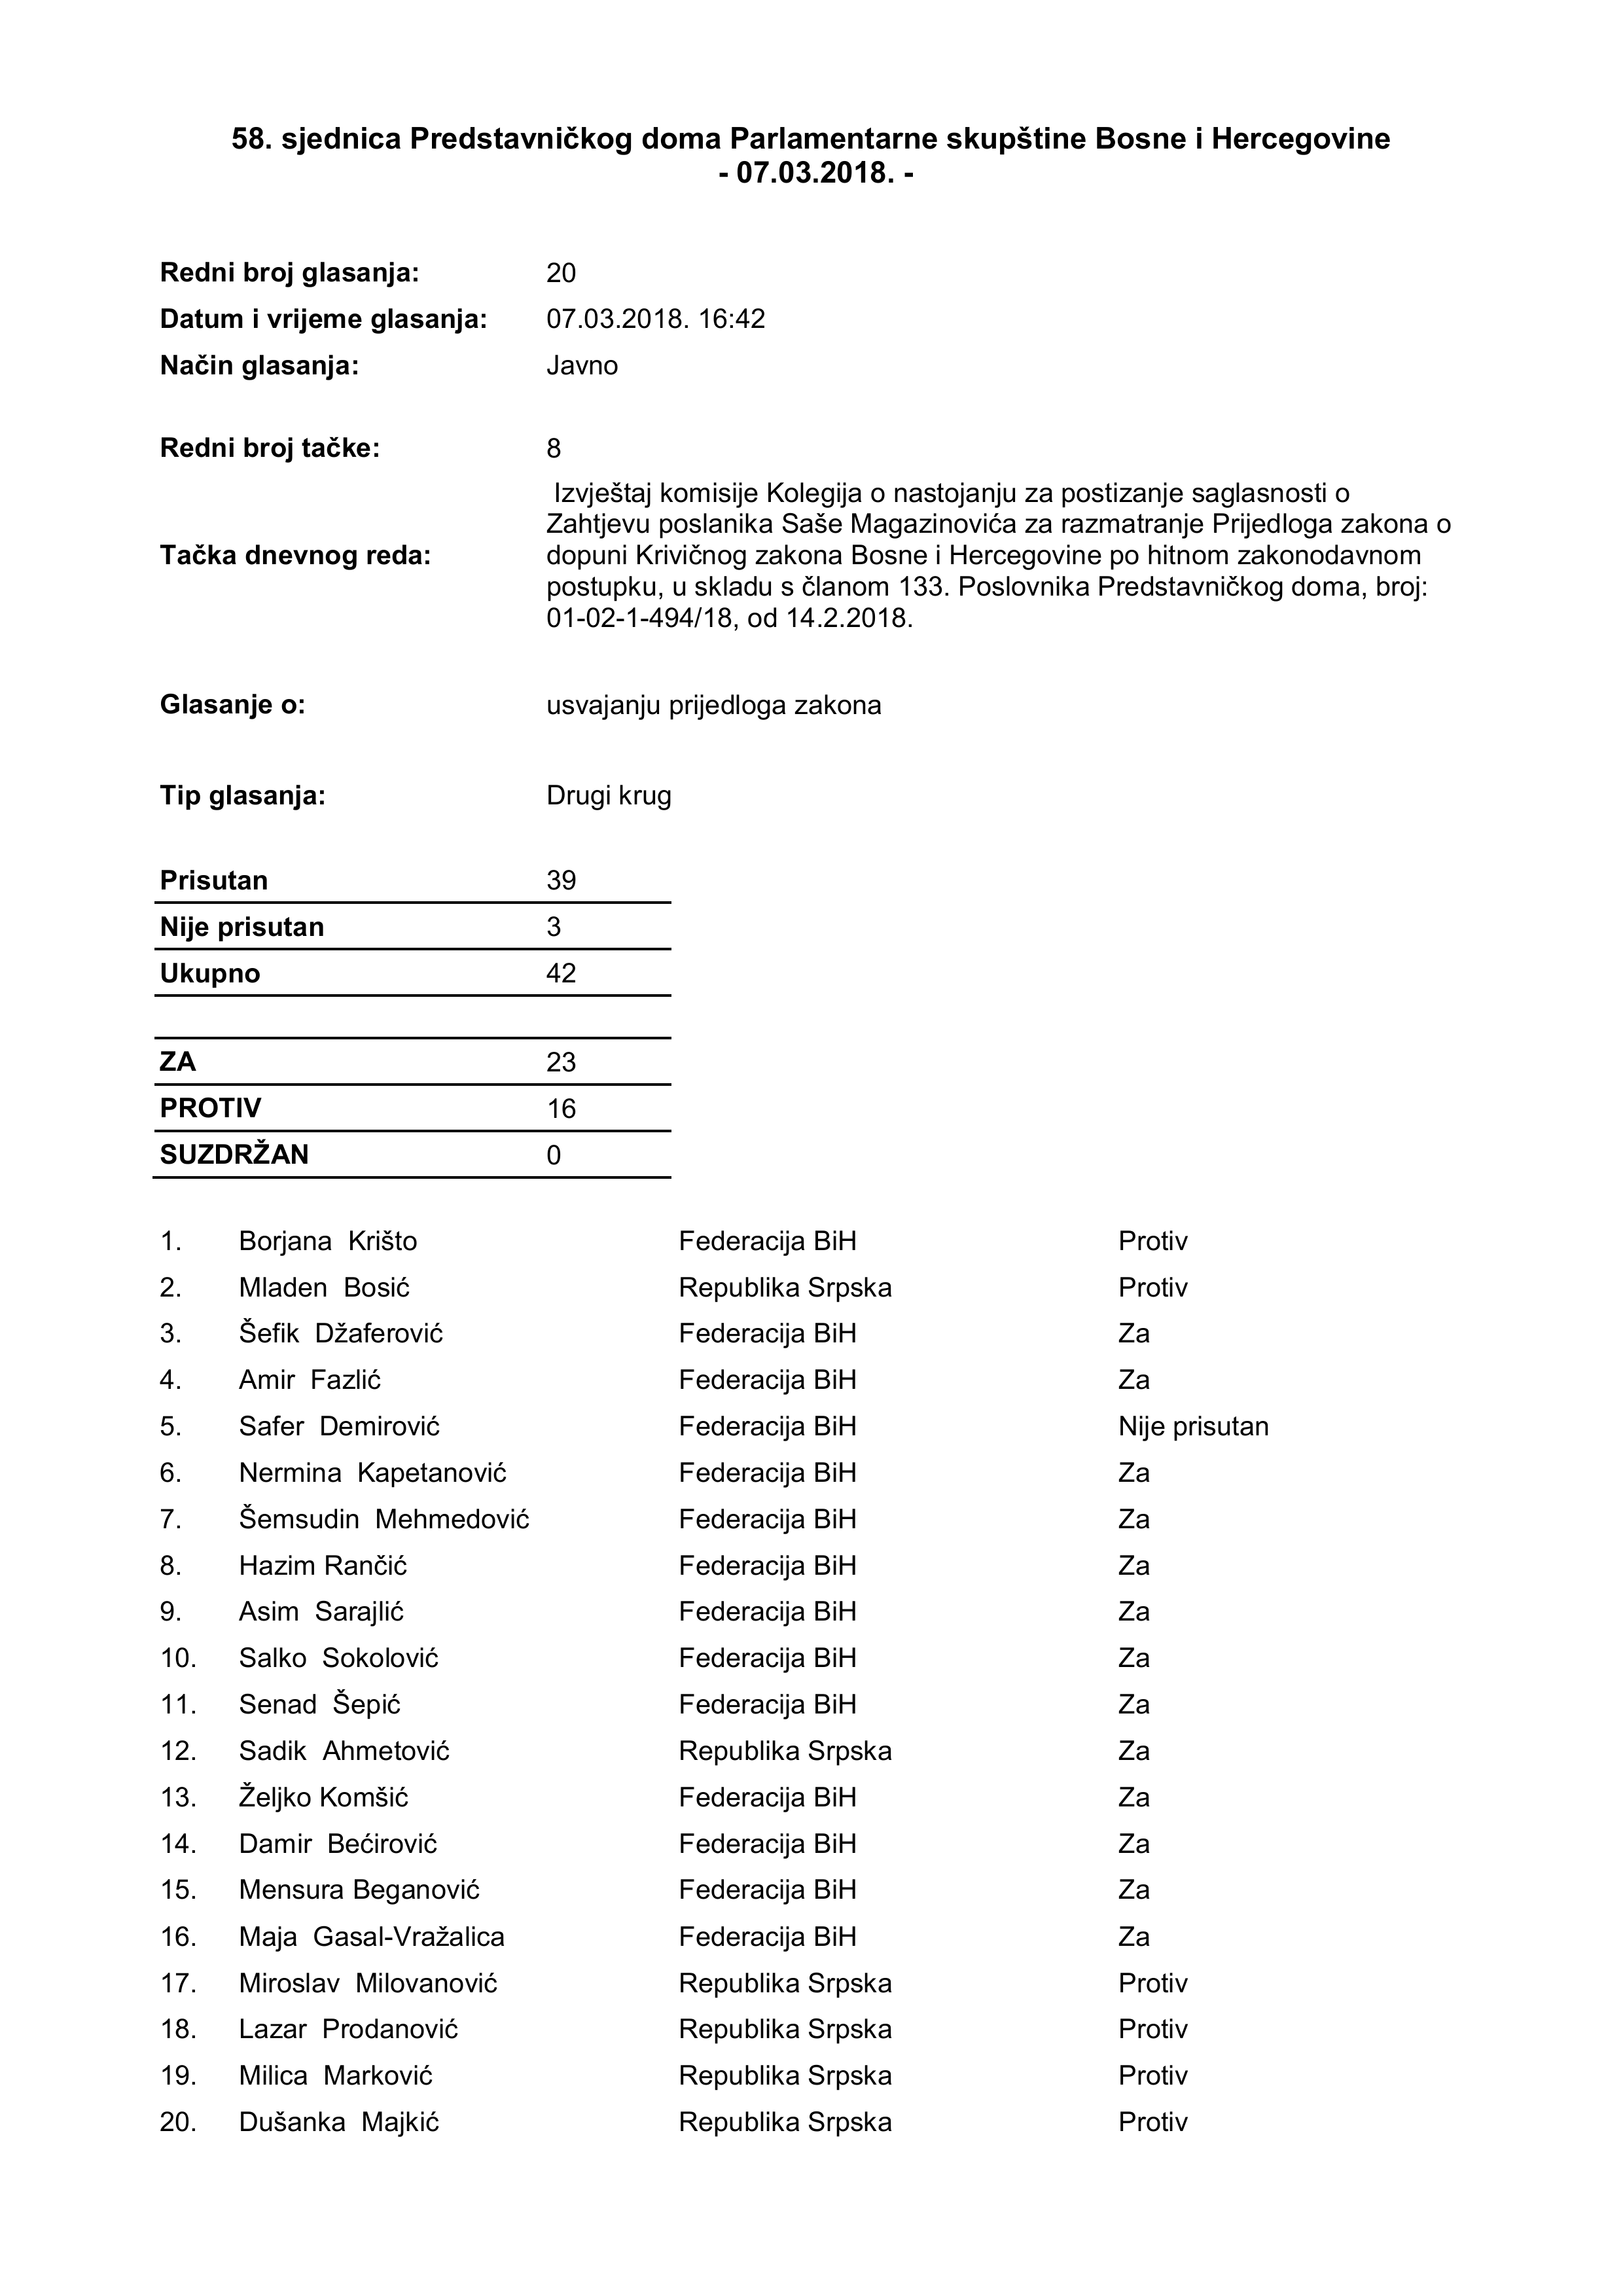 58. sjednica Predstavničkog doma Parlamentarne skupštine Bosne i Hercegovine
- 07.03.2018. -
Redni broj glasanja: 20
Datum i vrijeme glasanja: 07.03.2018. 16:42
Način glasanja: Javno
Redni broj tačke: 8
Tačka dnevnog reda:
Izvještaj komisije Kolegija o nastojanju za postizanje saglasnosti o
Zahtjevu poslanika Saše Magazinovića za razmatranje Prijedloga zakona o
dopuni Krivičnog zakona Bosne i Hercegovine po hitnom zakonodavnom
postupku, u skladu s članom 133. Poslovnika Predstavničkog doma, broj:
01-02-1-494/18, od 14.2.2018.
Glasanje o: usvajanju prijedloga zakona
Tip glasanja: Drugi krug
Prisutan 39
Nije prisutan 3
Ukupno 42
ZA 23
PROTIV 16
SUZDRŽAN 0
1. Borjana Krišto Federacija BiH Protiv
2. Mladen Bosić Republika Srpska Protiv
3. Šefik Džaferović Federacija BiH Za
4. Amir Fazlić Federacija BiH Za
5. Safer Demirović Federacija BiH Nije prisutan
6. Nermina Kapetanović Federacija BiH Za
7. Šemsudin Mehmedović Federacija BiH Za
8. Hazim Rančić Federacija BiH Za
9. Asim Sarajlić Federacija BiH Za
10. Salko Sokolović Federacija BiH Za
11. Senad Šepić Federacija BiH Za
12. Sadik Ahmetović Republika Srpska Za
13. Željko Komšić Federacija BiH Za
14. Damir Bećirović Federacija BiH Za
15. Mensura Beganović Federacija BiH Za
16. Maja Gasal-Vražalica Federacija BiH Za
17. Miroslav Milovanović Republika Srpska Protiv
18. Lazar Prodanović Republika Srpska Protiv
19. Milica Marković Republika Srpska Protiv
20. Dušanka Majkić Republika Srpska Protiv